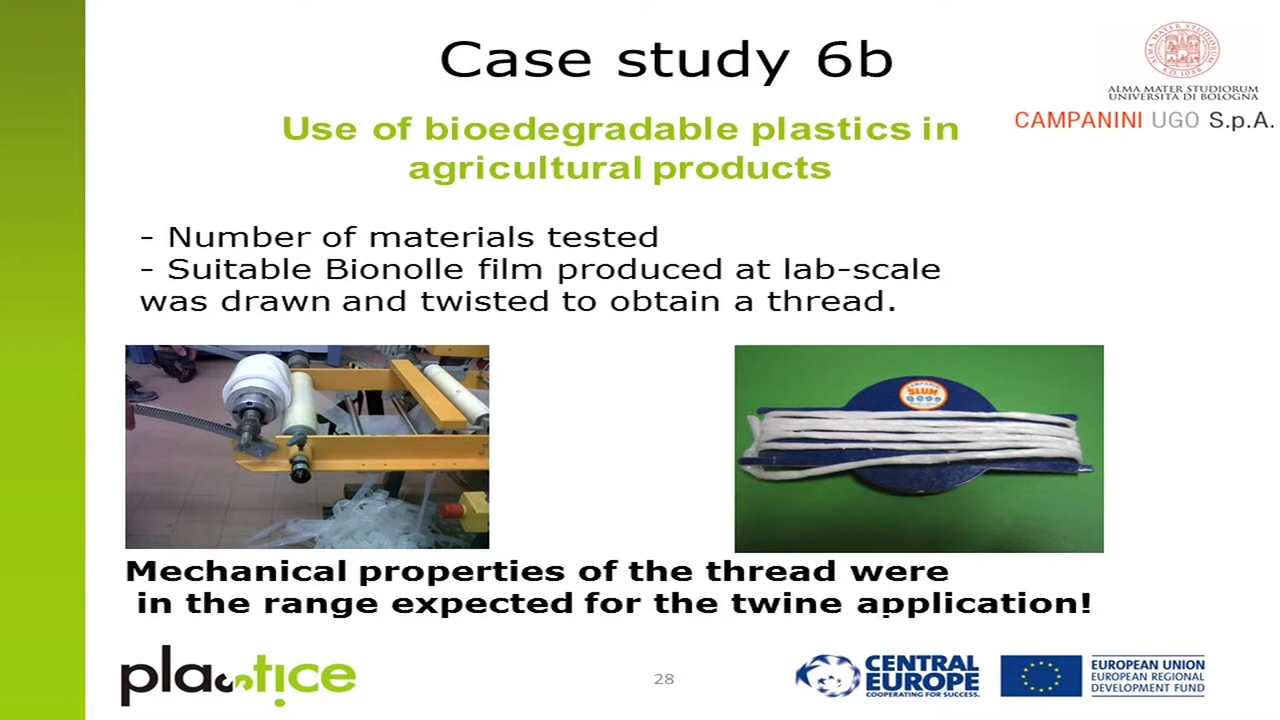 Case study 6b
ALMA MATER STUDIORUM
UNIVERSITÀ DI BOLOGNA
CAMPANINI UGO S.p.A.
Use of bioedegradable plastics in
agricultural products
- Number of materials tested
- Suitable Bionolle film produced at lab-scale
was drawn and twisted to obtain a thread.
SLUM
Mechanical properties of the thread were
in the range expected for the twine application!
plastice
28
CENTRAL
EUROPE
COOPERATING FOR SUCCESS.
EUROPEAN UNION
EUROPEAN REGIONAL
DEVELOPMENT FUND